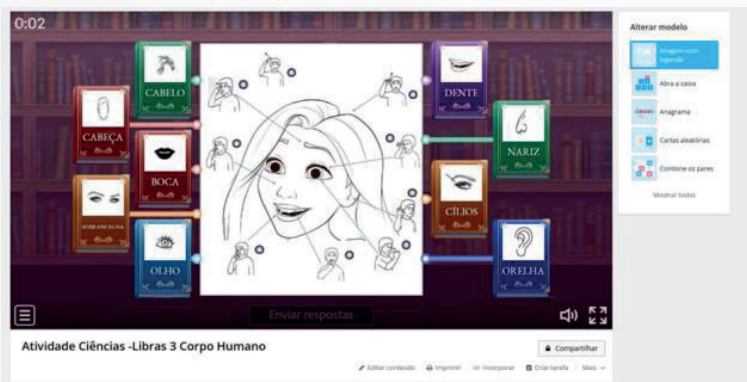 0:02
Alterar modelo
Imagem com
legenda
Abra a caixa
Anagrama
Cartas aleatórias
Combine os pares
Mostrar todos
CABELO
DENTE
CABEÇA
NARIZ
BOCA
CÍLIOS
SOBRANCELHA
OLHO
ORELHA
Enviar respostas
Atividade Ciências -Libras 3 Corpo Humano
Compartilhar
Editar conteúdo
Imprimir
Incorporar
Criar tarefa
Mais